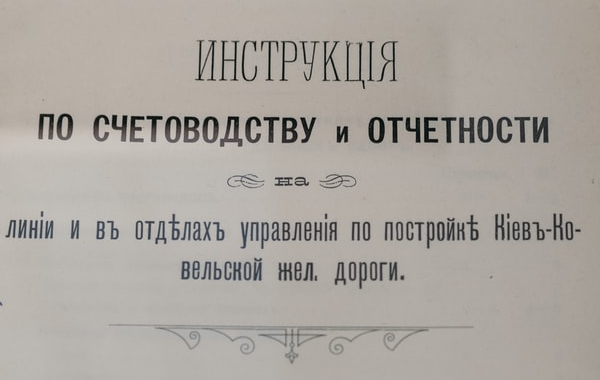 ИНСТРУКЦІЯ
ПО СЧЕТОВОДСТВУ и ОТЧЕТНОСТИ
на
линіи и въ отдѣлахъ управленія по постройкѣ Кіевъ-Ко-
вельской жел. дороги.